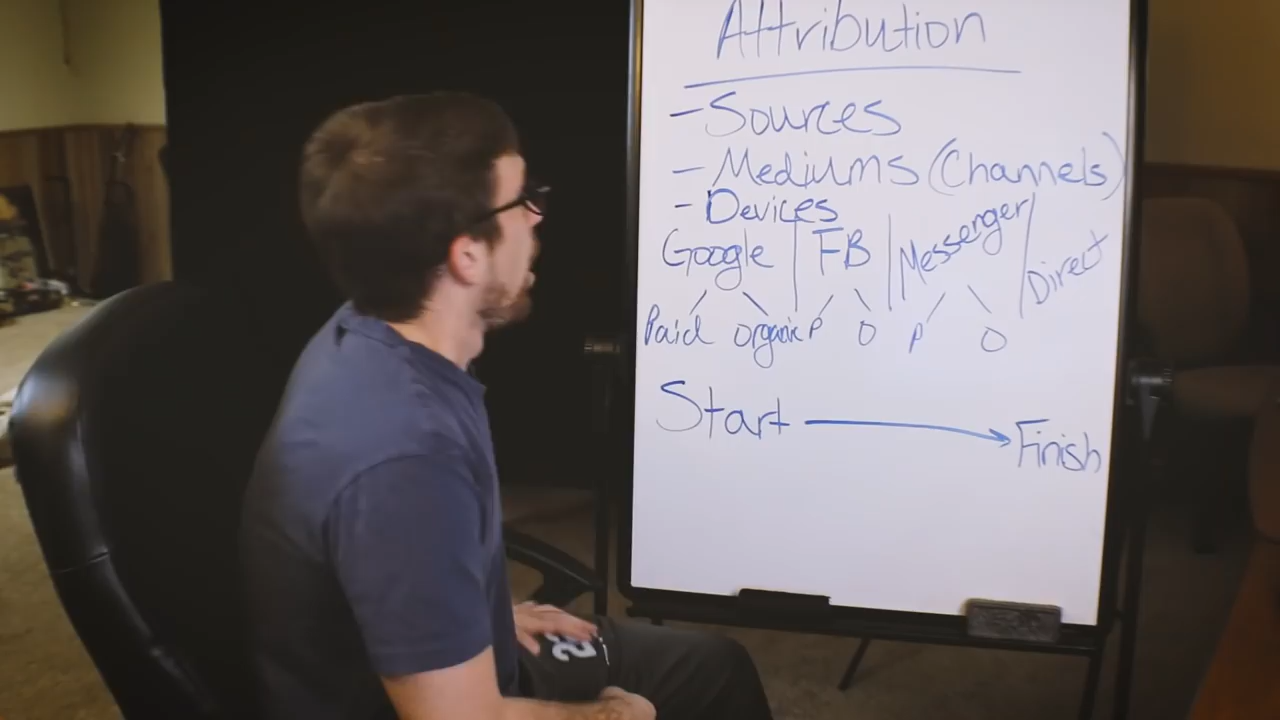 Attribution
- Sources
- Mediums (Channels)
- Devices
Google | FB | Messenger | Direct
Paid Organic P O P O
Start → Finish